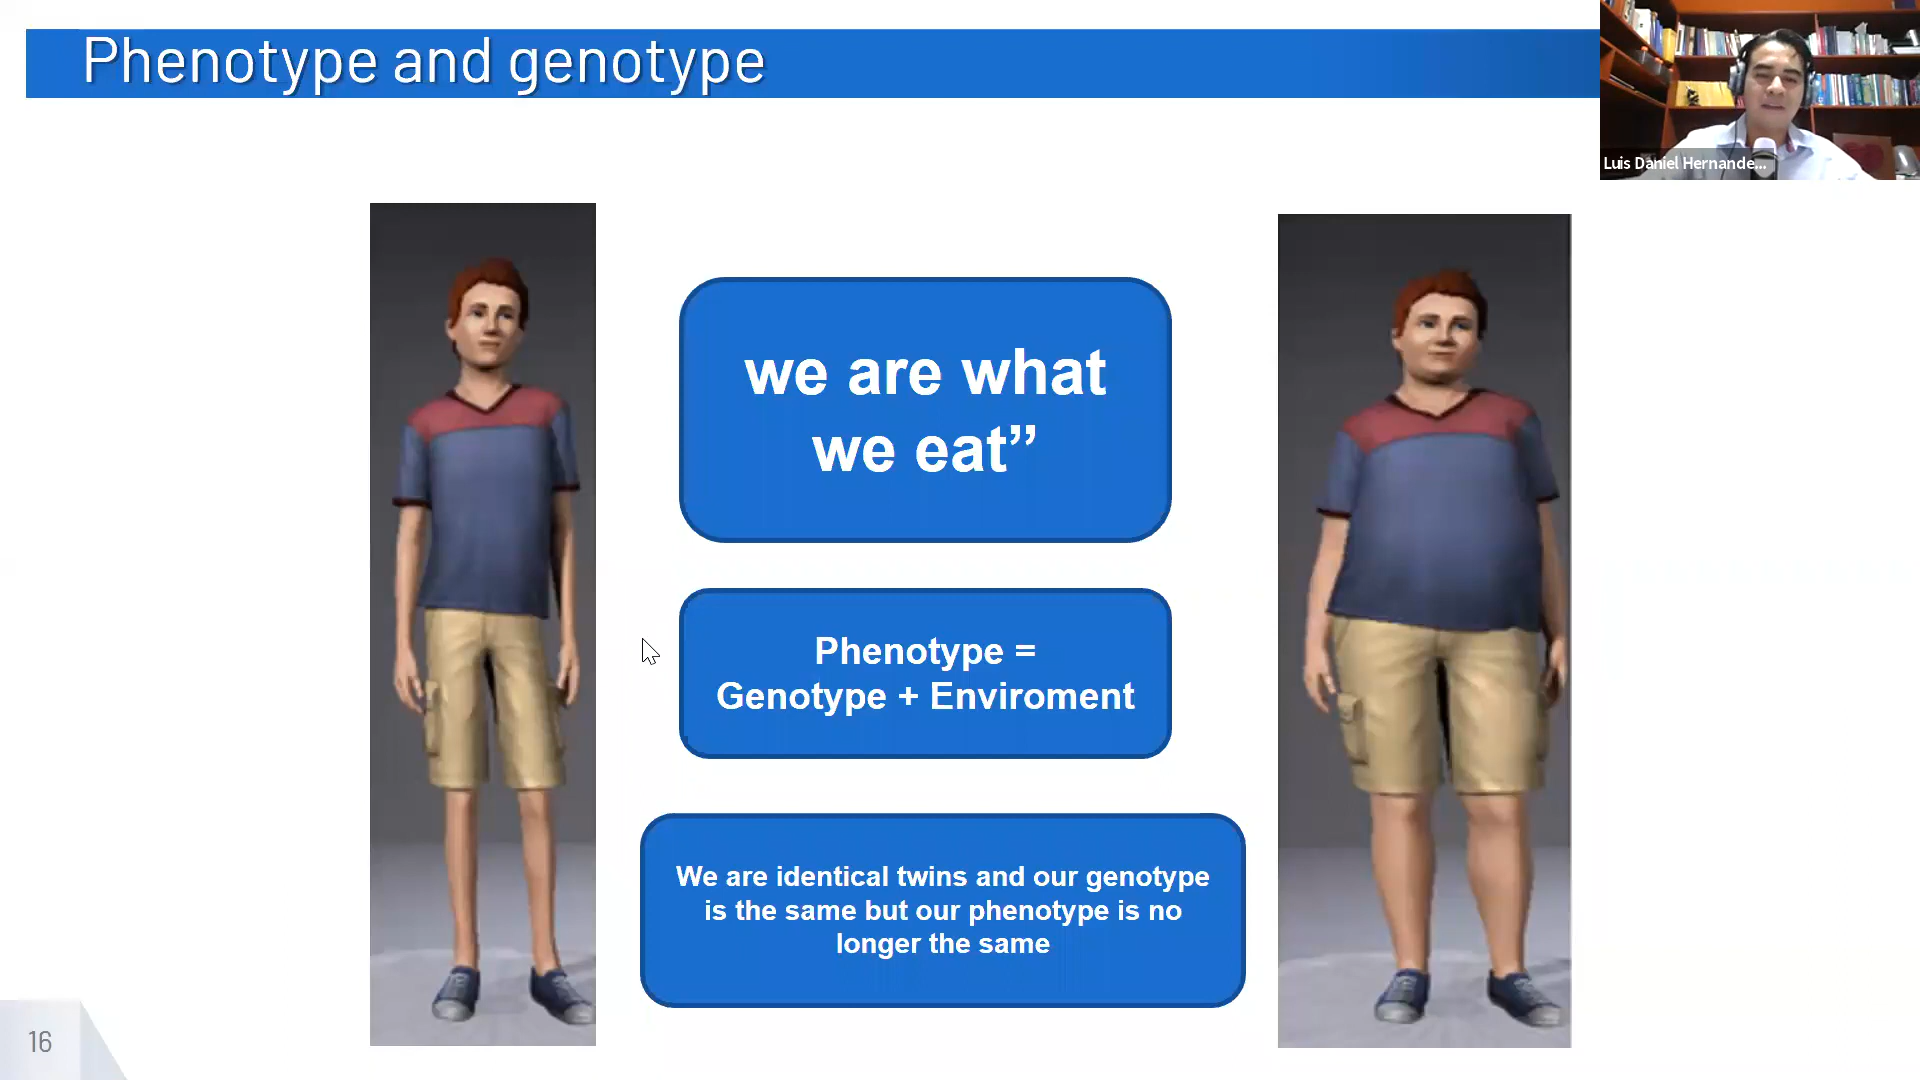 Phenotype and genotype
Luis Daniel Hernande...
we are what
we eat”
Phenotype =
Genotype + Enviroment
We are identical twins and our genotype
is the same but our phenotype is no
longer the same
16